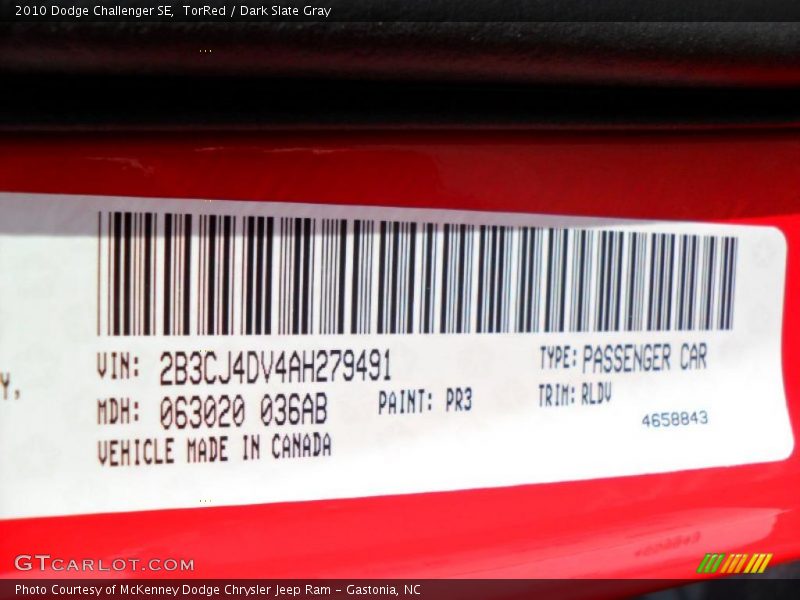 2010 Dodge Challenger SE, TorRed / Dark Slate Gray
Y,
VIN: 2B3CJ4DV4AH279491
TYPE: PASSENGER CAR
MDH: 063020 036AB
PAINT: PR3
TRIM: RLDV
4658843
VEHICLE MADE IN CANADA
GTCARLOT.COM
Photo Courtesy of McKenney Dodge Chrysler Jeep Ram - Gastonia, NC